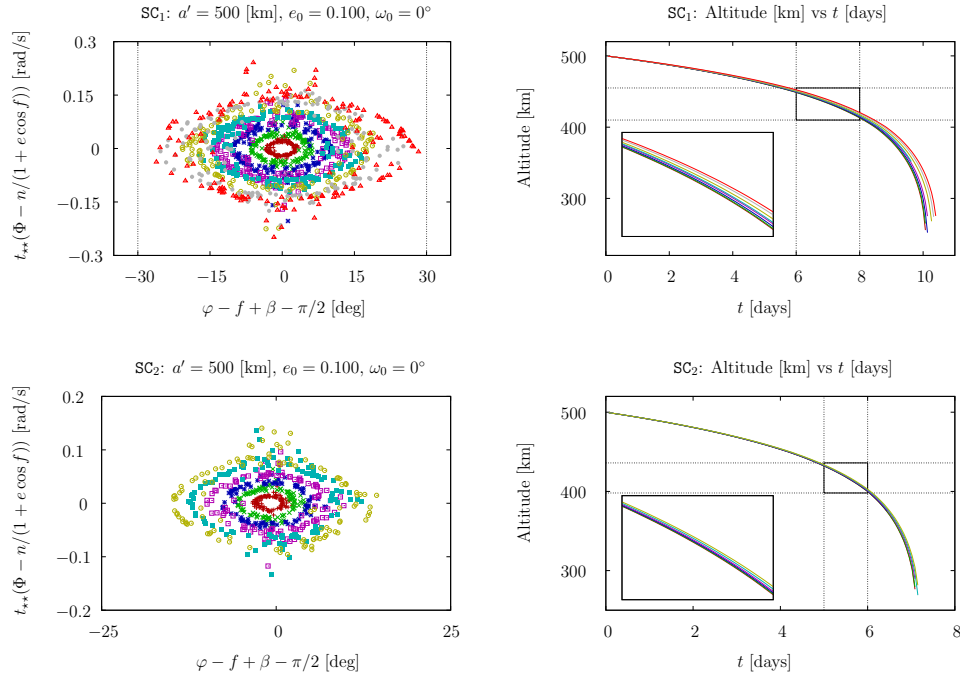 SC₁: a′ = 500 [km], e₀ = 0.100, ω₀ = 0°
t⋆⋆(Φ − n/(1 + e cos f)) [rad/s]
0.3
0.15
0
−0.15
−0.3
−30
−15
0
15
30
φ − f + β − π/2 [deg]
SC₁: Altitude [km] vs t [days]
Altitude [km]
500
400
300
0
2
4
6
8
10
t [days]
SC₂: a′ = 500 [km], e₀ = 0.100, ω₀ = 0°
t⋆⋆(Φ − n/(1 + e cos f)) [rad/s]
0.2
0.1
0
−0.1
−0.2
−25
0
25
φ − f + β − π/2 [deg]
SC₂: Altitude [km] vs t [days]
Altitude [km]
500
400
300
0
2
4
6
8
t [days]